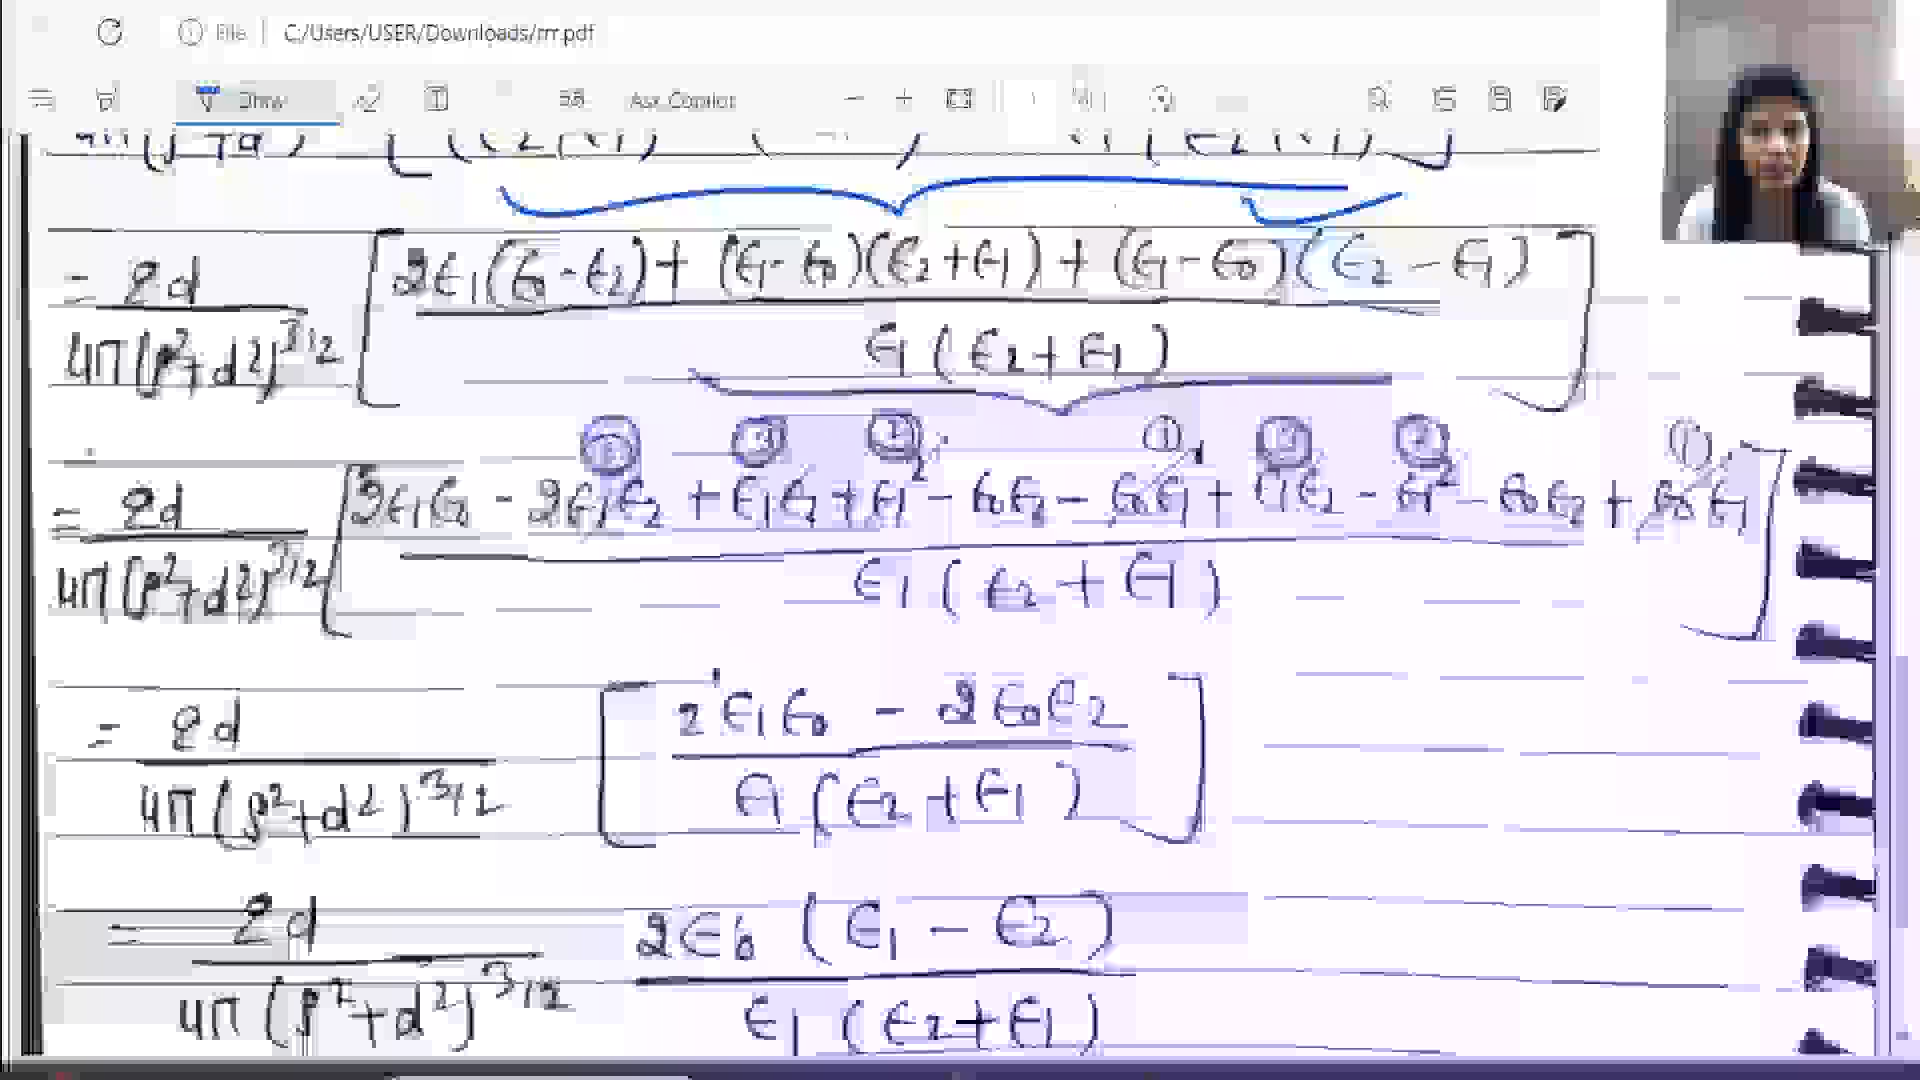 File | C:/Users/USER/Downloads/rrr.pdf
Draw Ask Copilot
= qd / 4π(ρ²+d²)^3/2 [ 2ϵ₁(ϵ₀-ϵ₂)+(ϵ₁-ϵ₀)(ϵ₂+ϵ₁)+(ϵ₁-ϵ₀)(ϵ₂-ϵ₁) / ϵ₁(ϵ₂+ϵ₁) ]
= qd / 4π(ρ²+d²)^3/2 [ 2ϵ₁ϵ₀ - 2ϵ₁ϵ₂ + ϵ₁ϵ₂ + ϵ₁² - ϵ₀ϵ₂ - ϵ₀ϵ₁ + ϵ₁ϵ₂ - ϵ₁² - ϵ₀ϵ₂ + ϵ₀ϵ₁ / ϵ₁(ϵ₂+ϵ₁) ]
= qd / 4π(ρ²+d²)^3/2 [ 2ϵ₁ϵ₀ - 2ϵ₀ϵ₂ / ϵ₁(ϵ₂+ϵ₁) ]
= qd / 4π(ρ²+d²)^3/2 2ϵ₀(ϵ₁-ϵ₂) / ϵ₁(ϵ₂+ϵ₁)